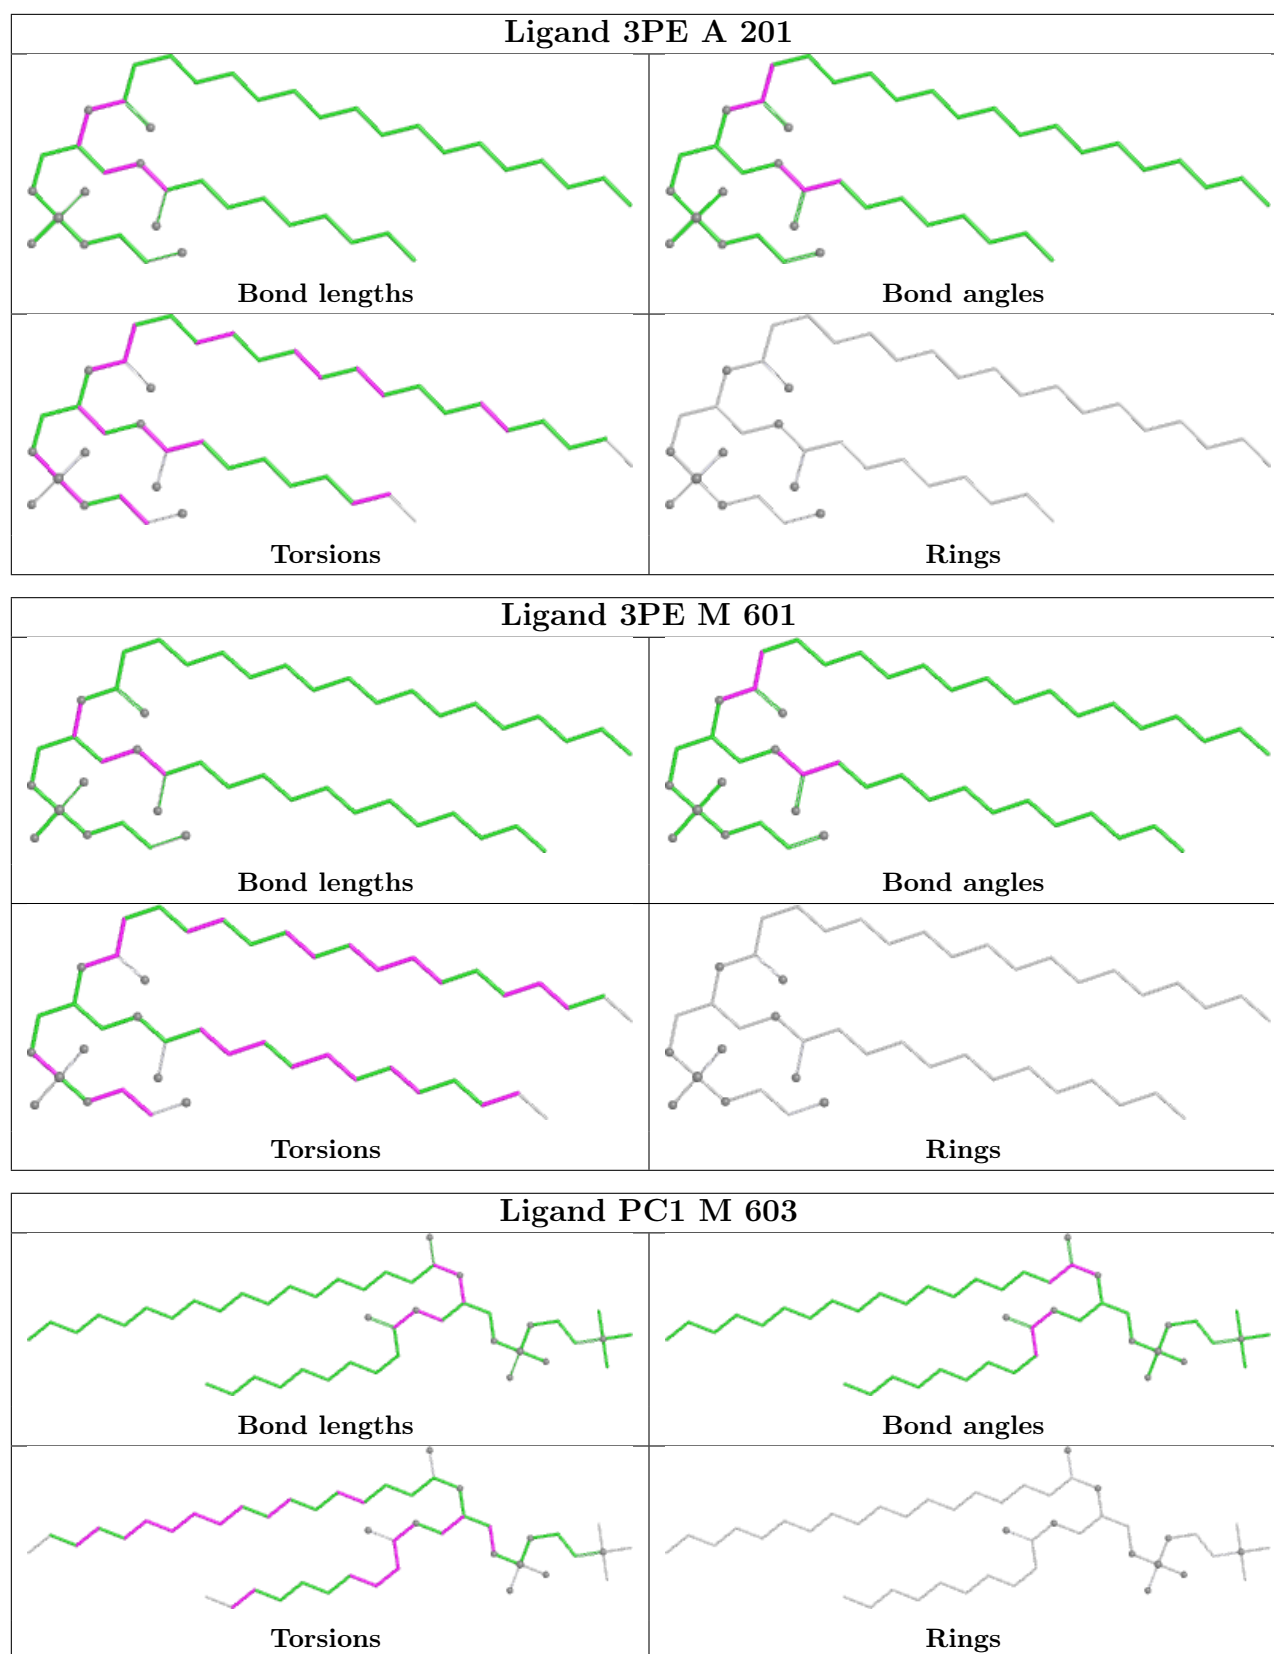 Ligand 3PE A 201
Bond lengths
Bond angles
Torsions
Rings
Ligand 3PE M 601
Bond lengths
Bond angles
Torsions
Rings
Ligand PC1 M 603
Bond lengths
Bond angles
Torsions
Rings